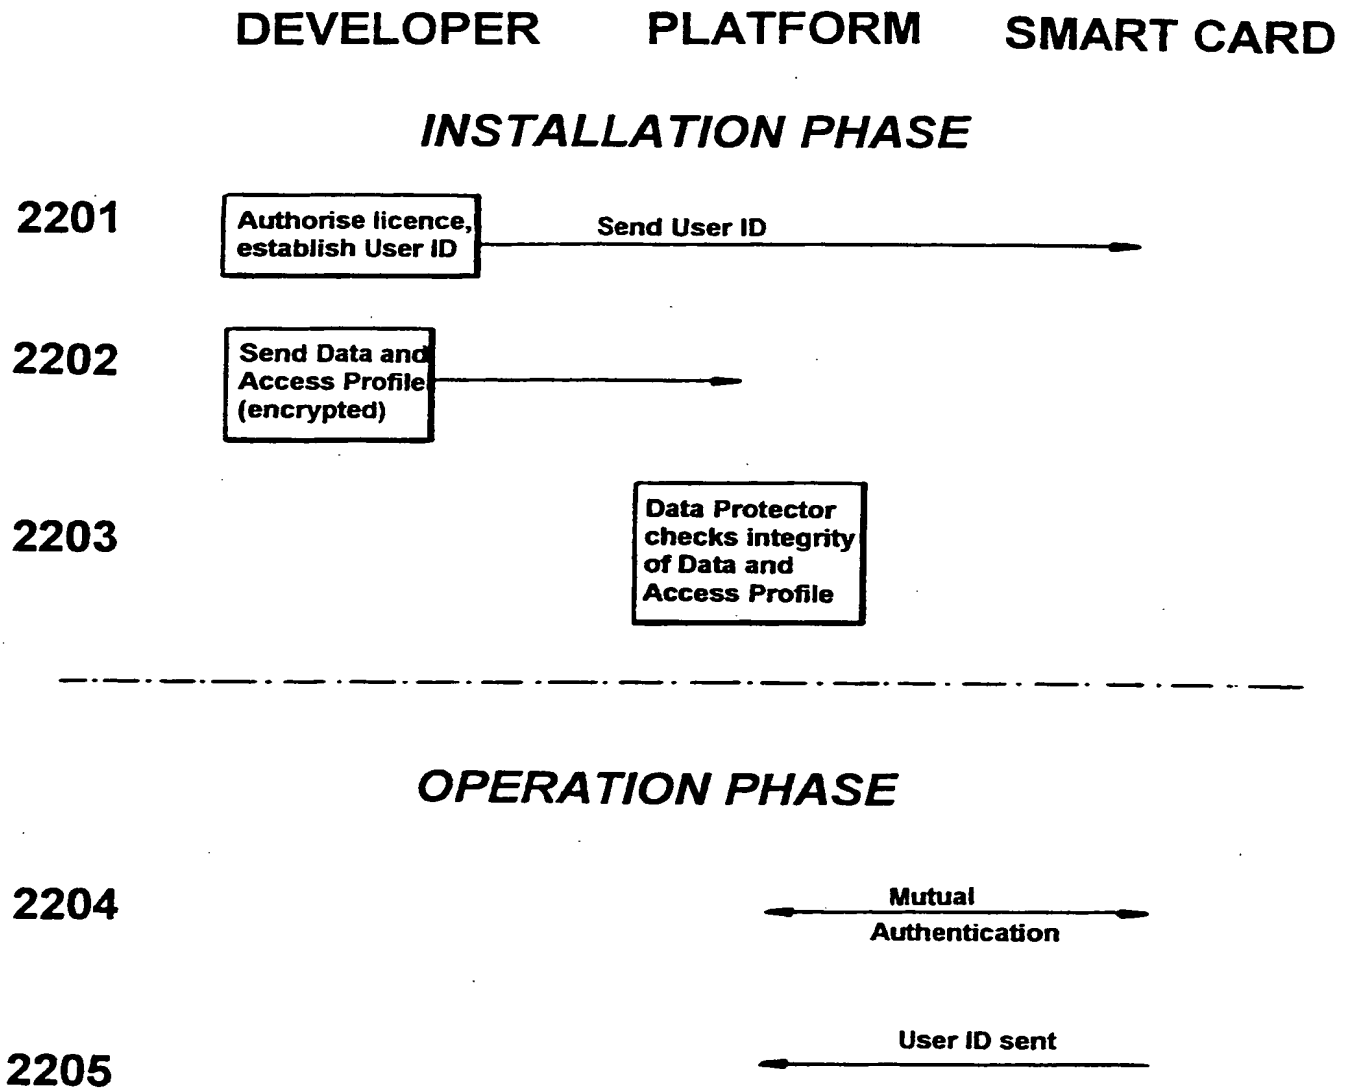 DEVELOPER PLATFORM SMART CARD
INSTALLATION PHASE
2201
Authorise licence,
establish User ID
Send User ID
2202
Send Data and
Access Profile
(encrypted)
2203
Data Protector
checks integrity
of Data and
Access Profile
OPERATION PHASE
2204
Mutual
Authentication
2205
User ID sent